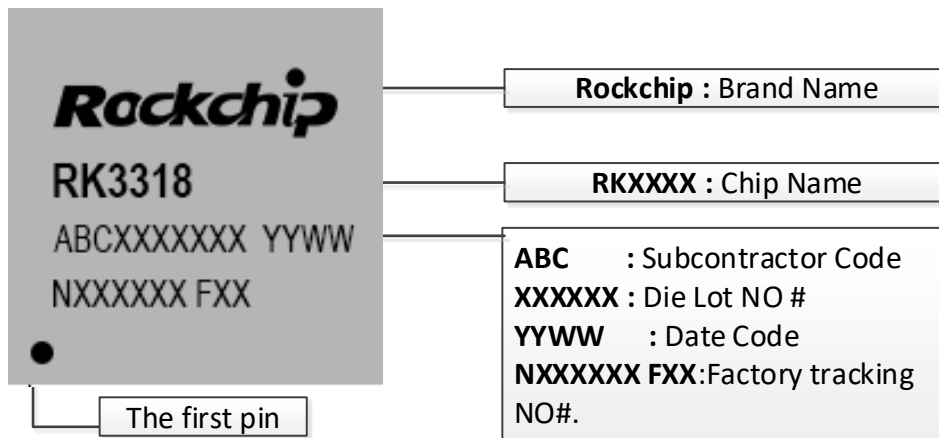 Rockchip
RK3318
ABCXXXXXXX YYWW
NXXXXXX FXX
The first pin
Rockchip : Brand Name
RKXXXX : Chip Name
ABC : Subcontractor Code
XXXXXX : Die Lot NO #
YYWW : Date Code
NXXXXXX FXX:Factory tracking
NO#.